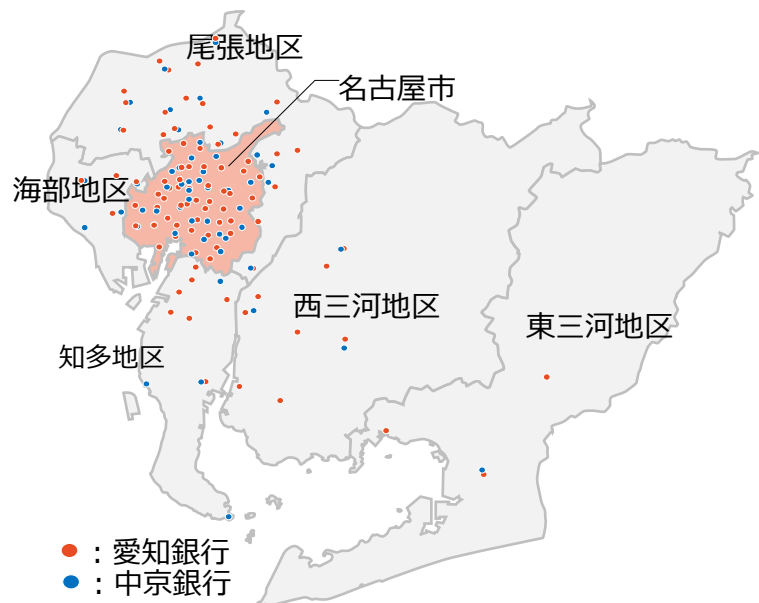 尾張地区
名古屋市
海部地区
西三河地区
東三河地区
知多地区
：愛知銀行
：中京銀行